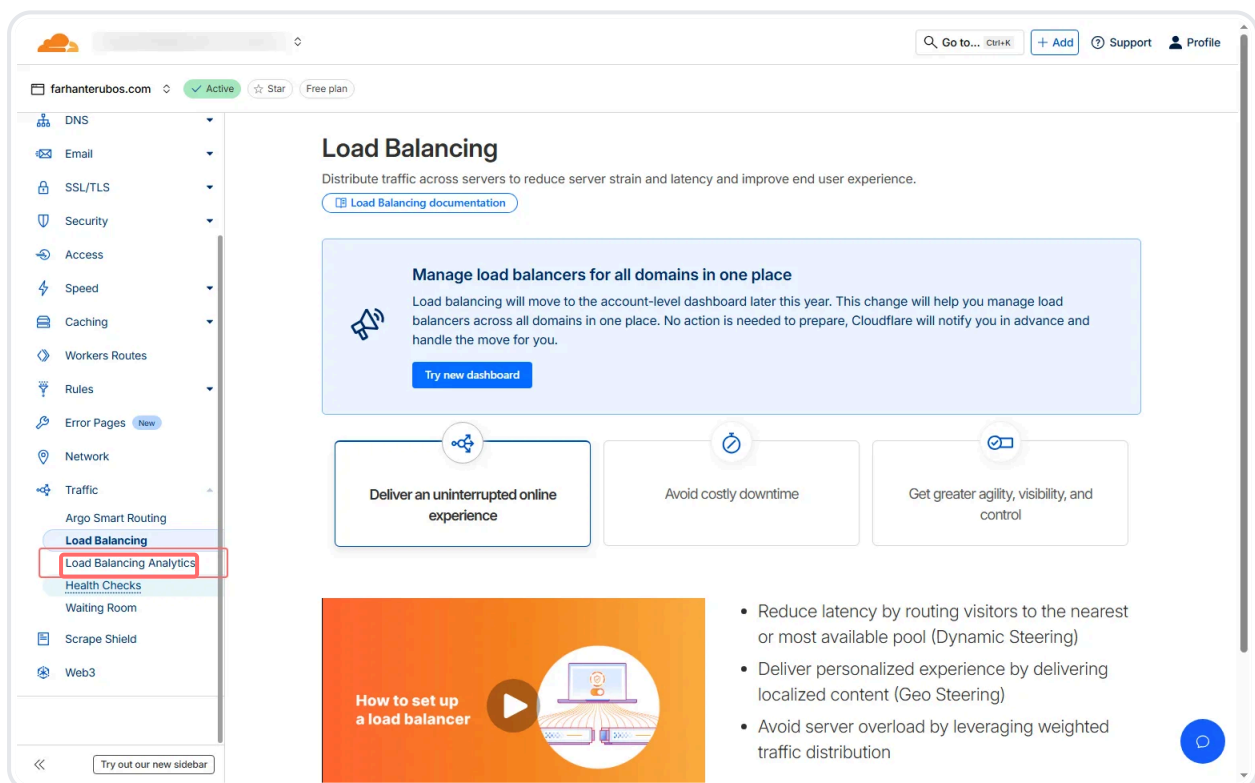 Go to... Ctrl+K
+ Add
Support
Profile
farhanterubos.com
Active
Star
Free plan
DNS
Email
SSL/TLS
Security
Access
Speed
Caching
Workers Routes
Rules
Error Pages New
Network
Traffic
Argo Smart Routing
Load Balancing
Load Balancing Analytics
Health Checks
Waiting Room
Scrape Shield
Web3
Try out our new sidebar
Load Balancing
Distribute traffic across servers to reduce server strain and latency and improve end user experience.
Load Balancing documentation
Manage load balancers for all domains in one place
Load balancing will move to the account-level dashboard later this year. This change will help you manage load
balancers across all domains in one place. No action is needed to prepare, Cloudflare will notify you in advance and
handle the move for you.
Try new dashboard
Deliver an uninterrupted online
experience
Avoid costly downtime
Get greater agility, visibility, and
control
How to set up
a load balancer
• Reduce latency by routing visitors to the nearest
or most available pool (Dynamic Steering)
• Deliver personalized experience by delivering
localized content (Geo Steering)
• Avoid server overload by leveraging weighted
traffic distribution